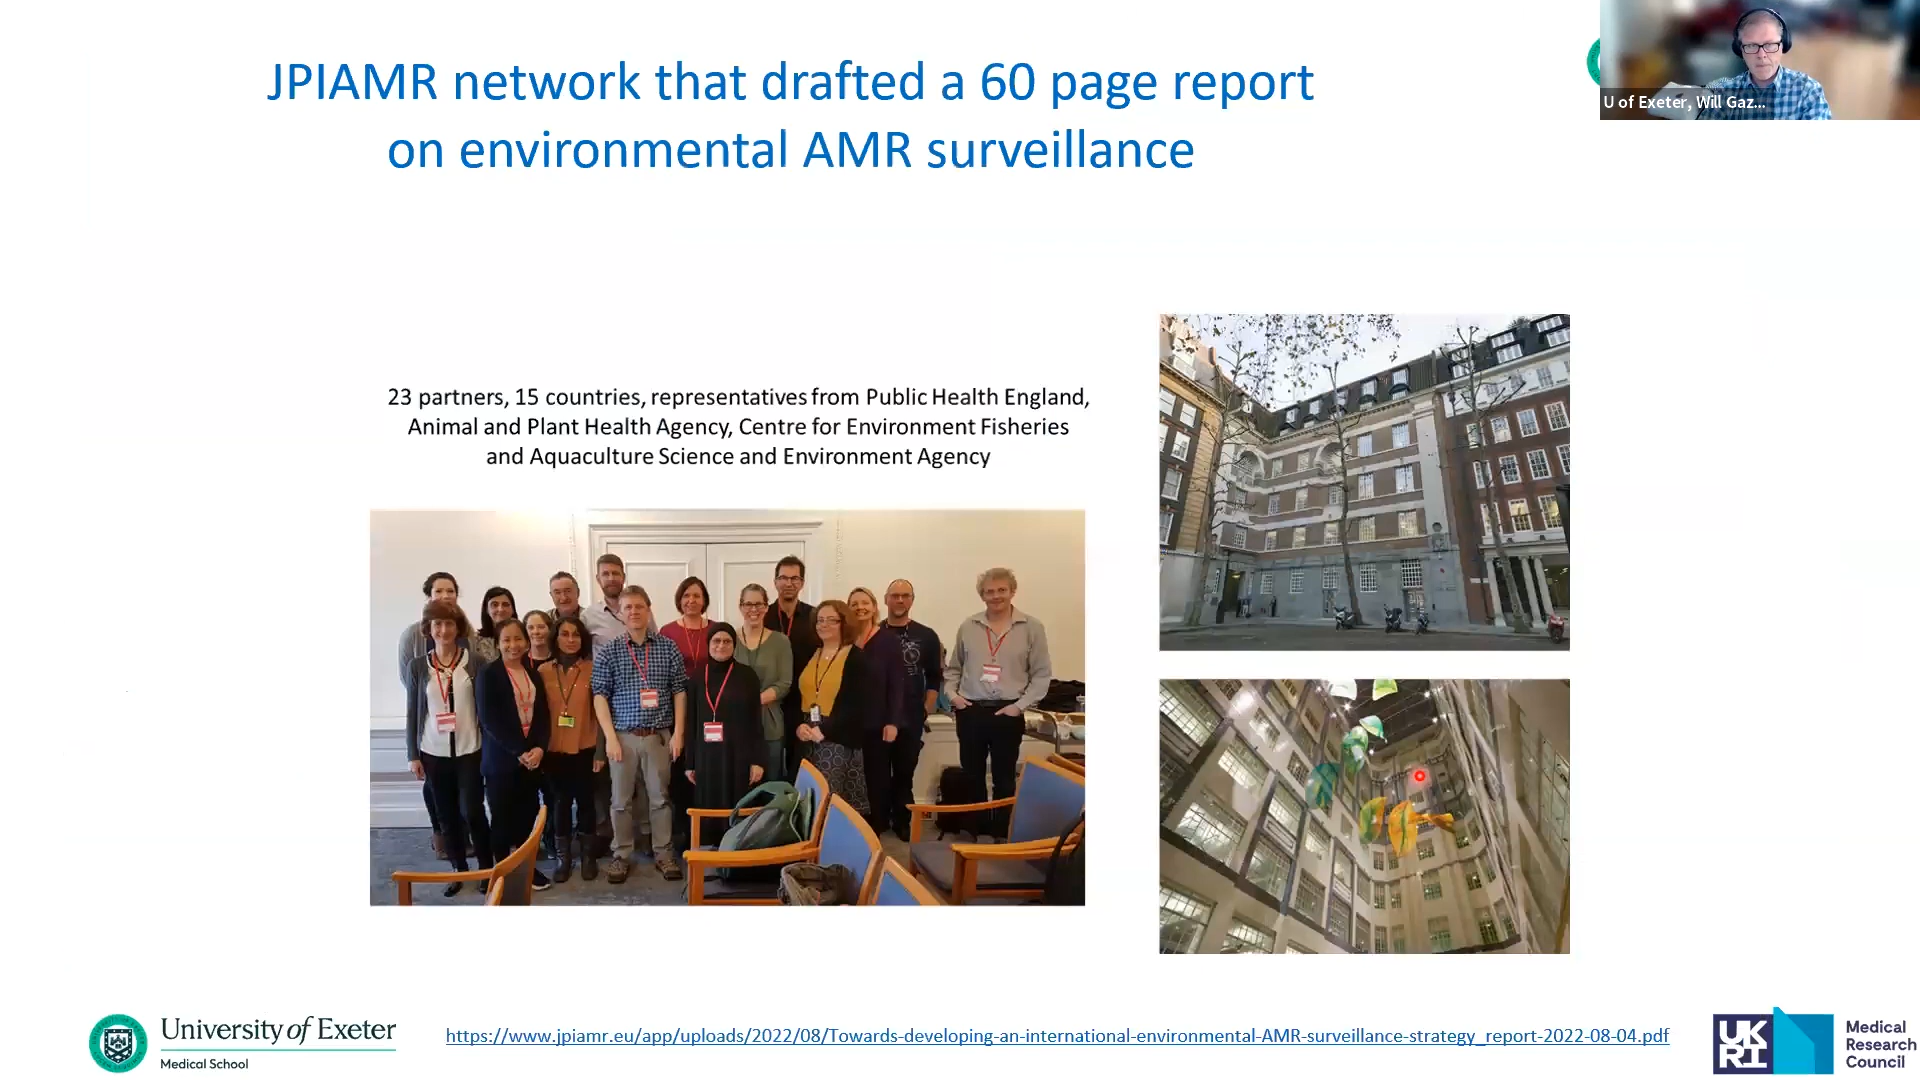 JPIAMR network that drafted a 60 page report
on environmental AMR surveillance
U of Exeter, Will Gaz...
23 partners, 15 countries, representatives from Public Health England,
Animal and Plant Health Agency, Centre for Environment Fisheries
and Aquaculture Science and Environment Agency
University of Exeter
Medical School
https://www.jpiamr.eu/app/uploads/2022/08/Towards-developing-an-international-environmental-AMR-surveillance-strategy_report-2022-08-04.pdf
UK
RI
Medical
Research
Council